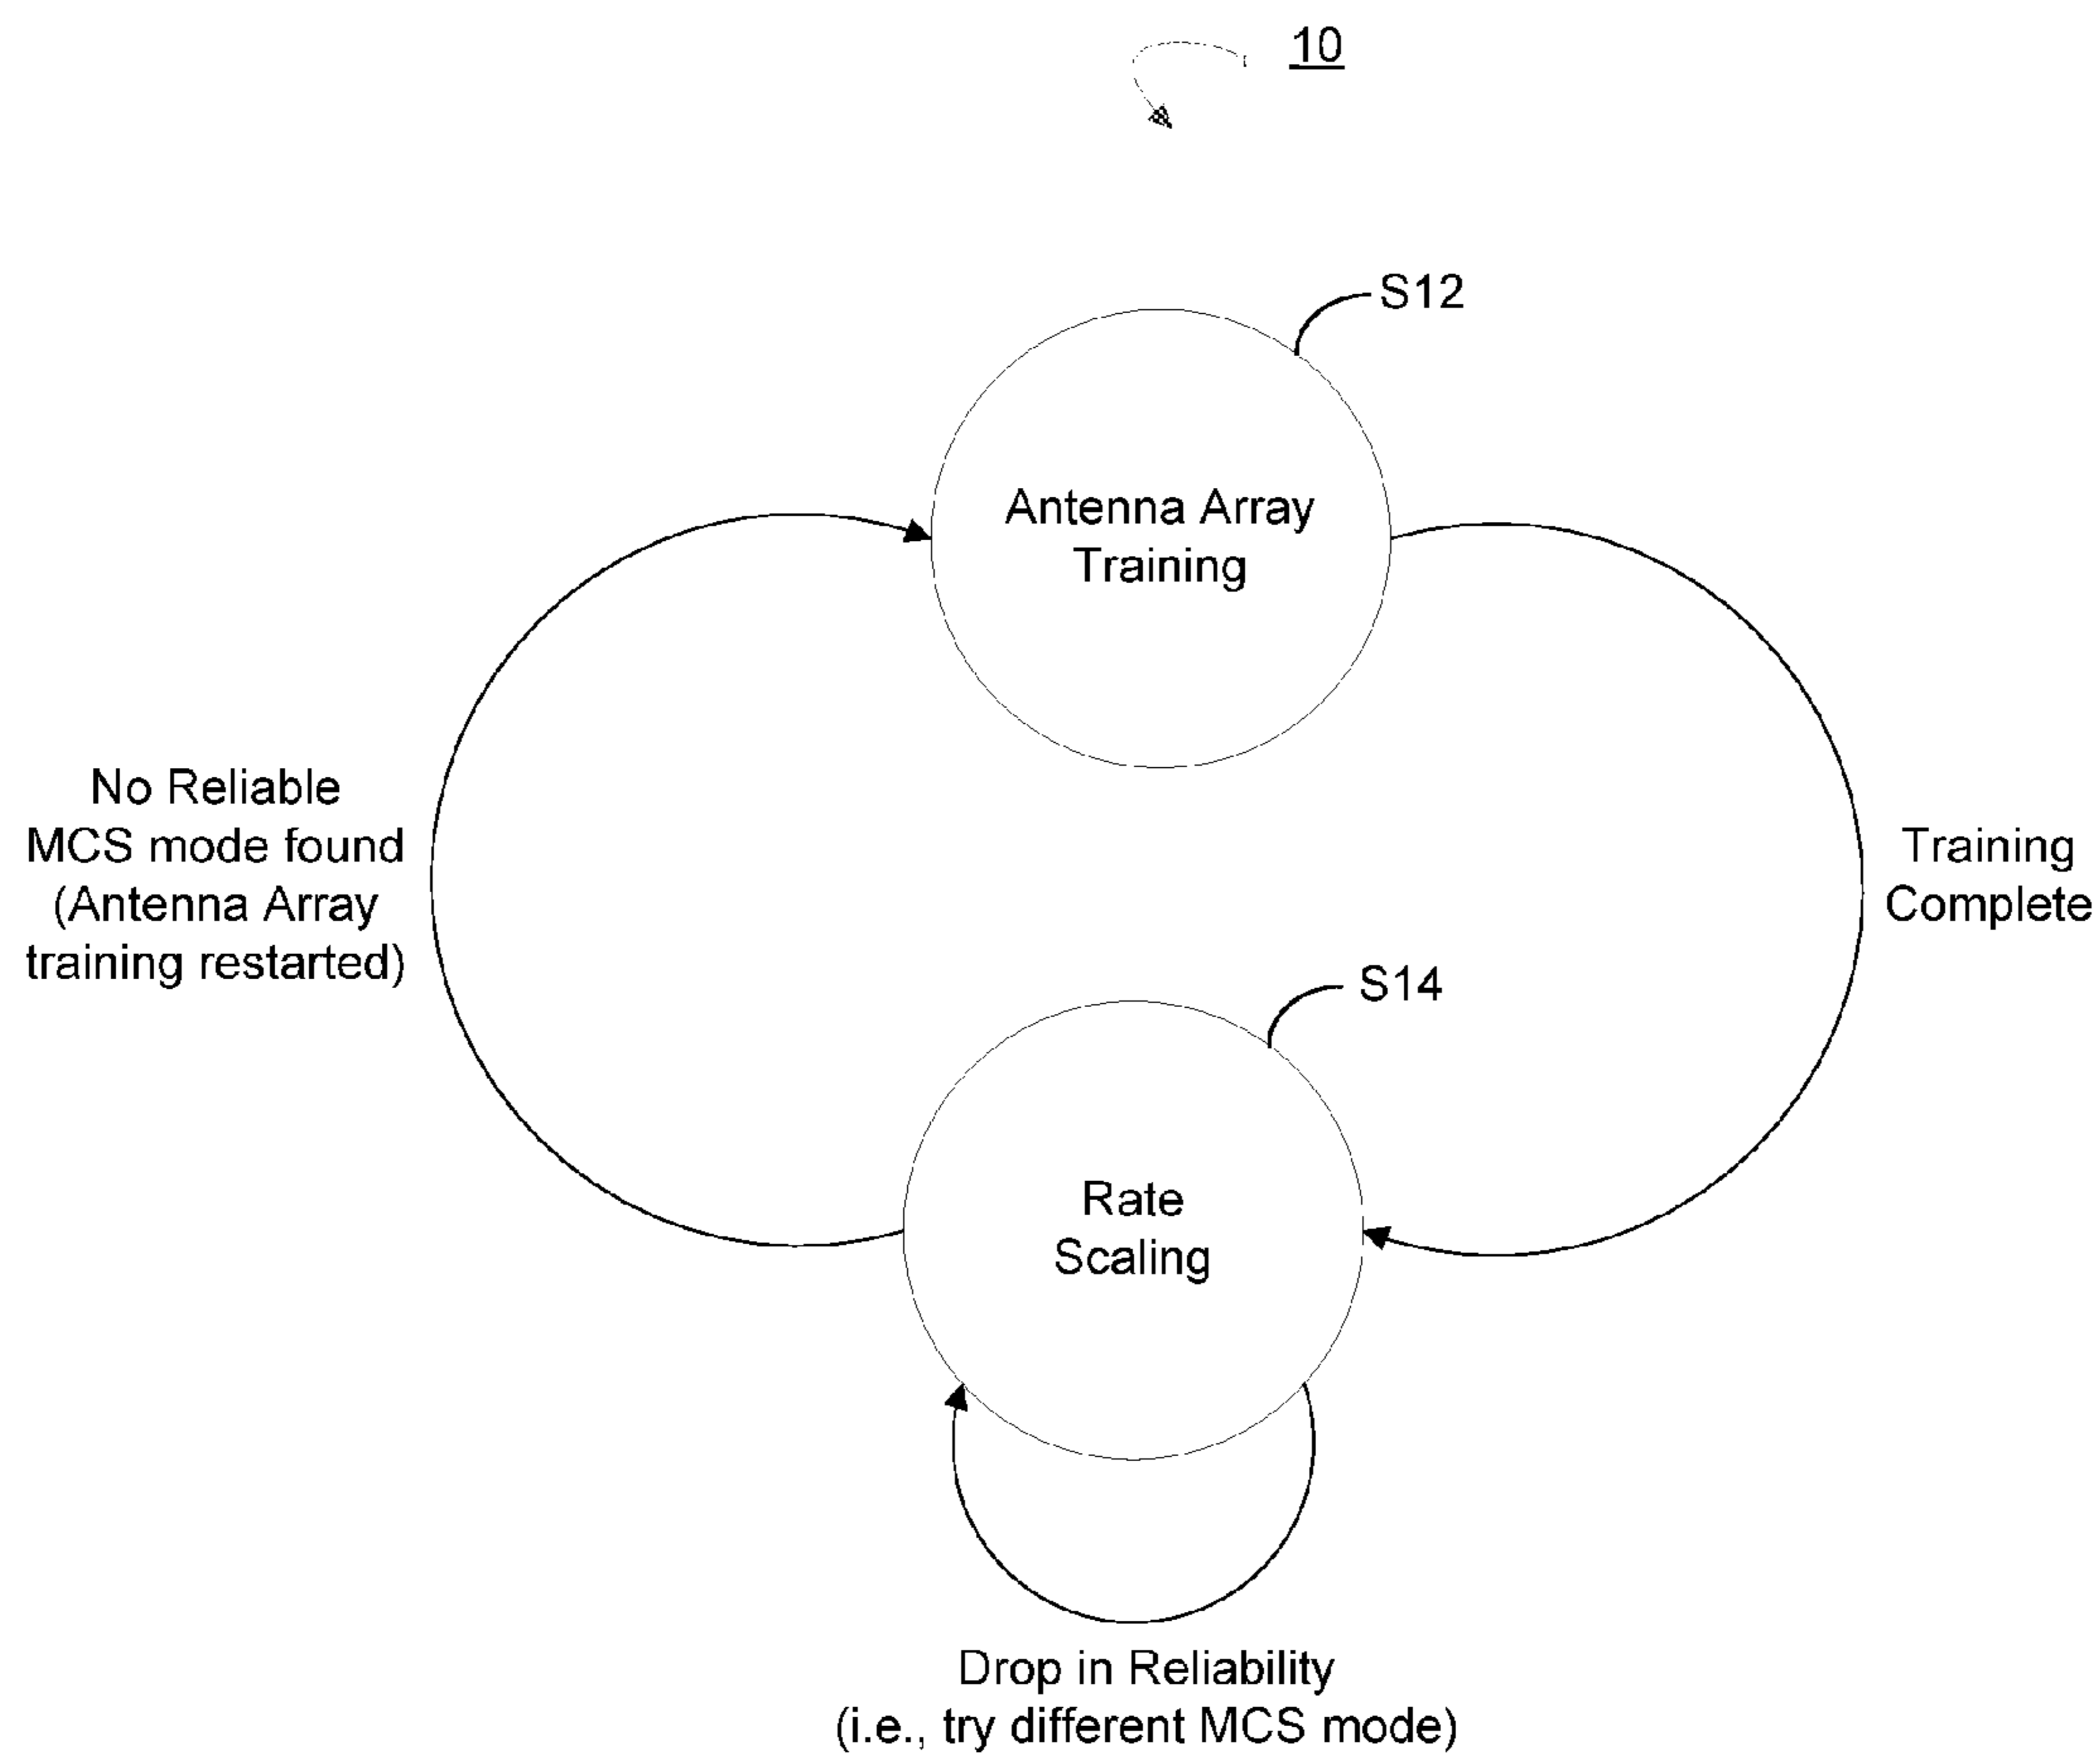 10
S12
Antenna Array
Training
No Reliable
MCS mode found
(Antenna Array
training restarted)
Training
Complete
S14
Rate
Scaling
Drop in Reliability
(i.e., try different MCS mode)